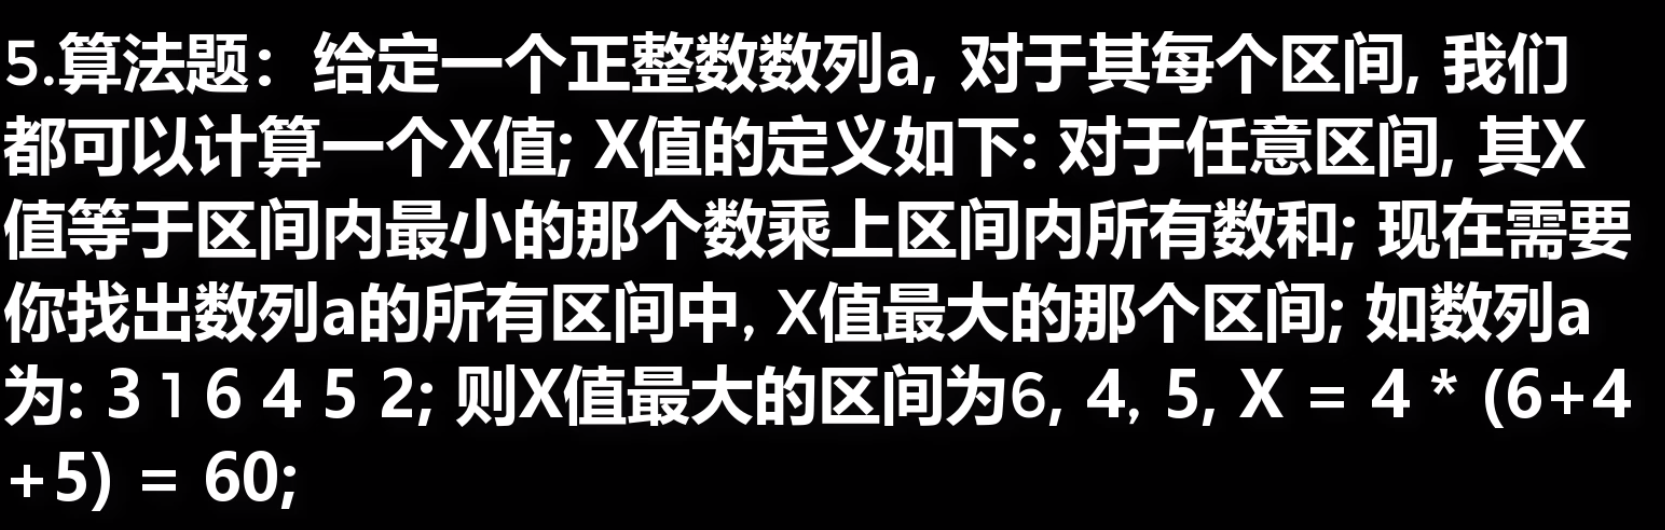 5.算法题：给定一个正整数数列a, 对于其每个区间, 我们
都可以计算一个X值; X值的定义如下: 对于任意区间, 其X
值等于区间内最小的那个数乘上区间内所有数和; 现在需要
你找出数列a的所有区间中, X值最大的那个区间; 如数列a
为: 3 1 6 4 5 2; 则X值最大的区间为6, 4, 5, X = 4 * (6+4
+5) = 60;